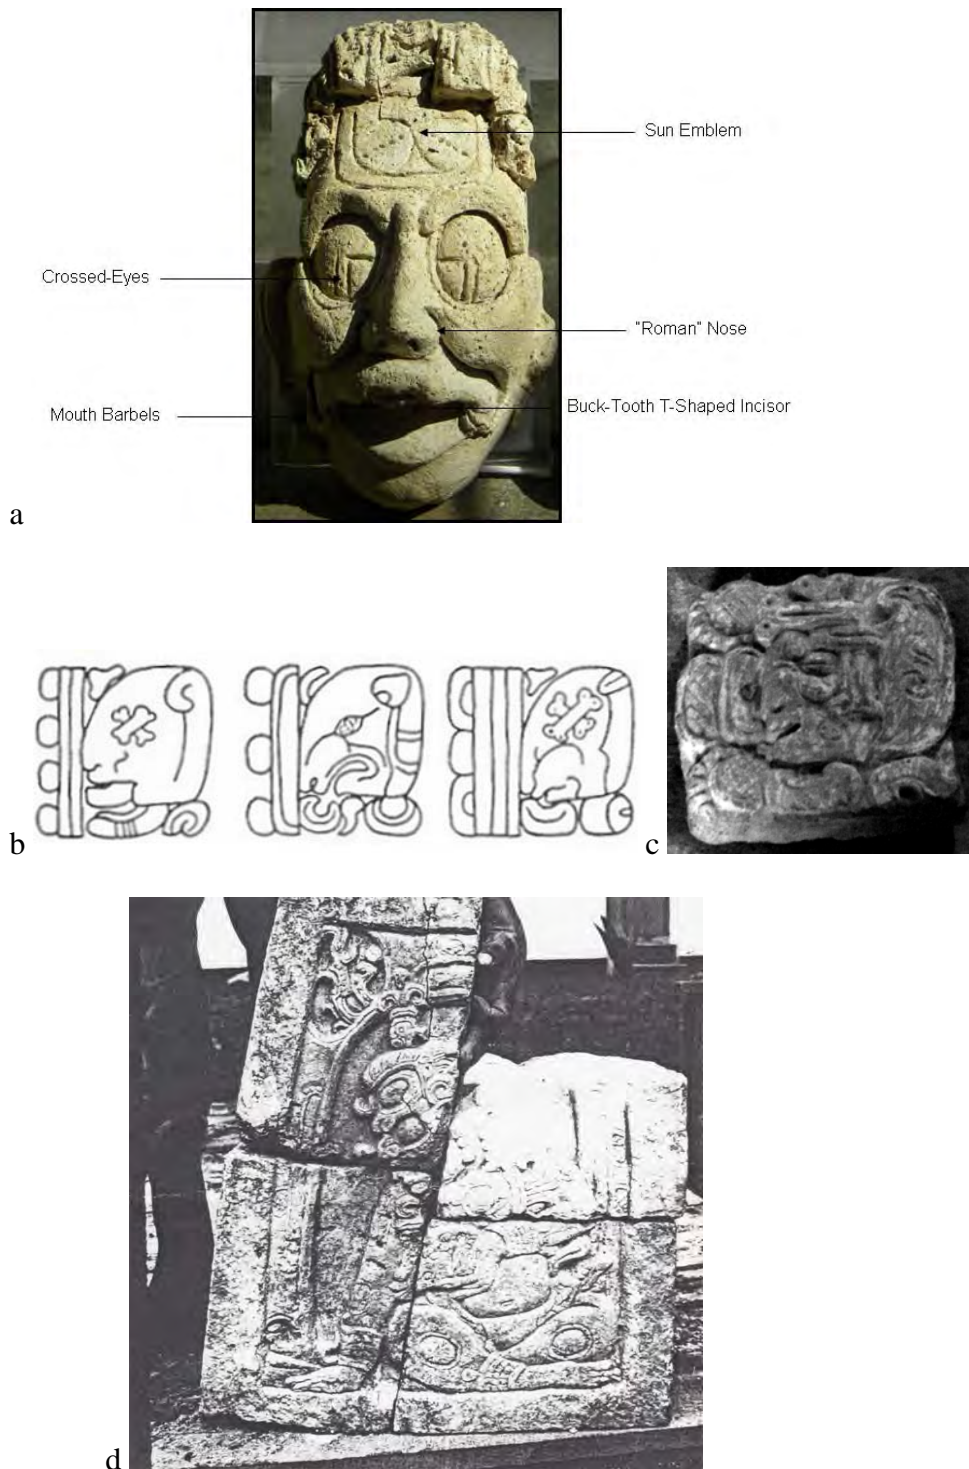 Sun Emblem
Crossed-Eyes
"Roman" Nose
Mouth Barbels
Buck-Tooth T-Shaped Incisor
a
b
c
d